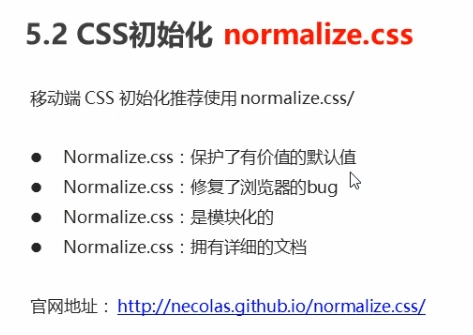 5.2 CSS初始化 normalize.css
移动端 CSS 初始化推荐使用 normalize.css/
● Normalize.css：保护了有价值的默认值
● Normalize.css：修复了浏览器的bug
● Normalize.css：是模块化的
● Normalize.css：拥有详细的文档
官网地址： http://necolas.github.io/normalize.css/